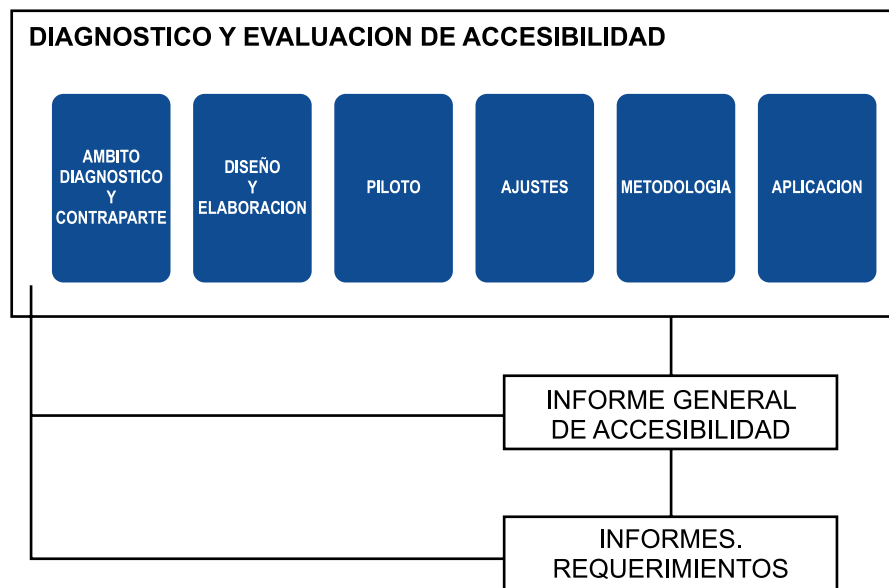 DIAGNOSTICO Y EVALUACION DE ACCESIBILIDAD
AMBITO
DIAGNOSTICO
Y
CONTRAPARTE
DISEÑO
Y
ELABORACION
PILOTO
AJUSTES
METODOLOGIA
APLICACION
INFORME GENERAL
DE ACCESIBILIDAD
INFORMES.
REQUERIMIENTOS